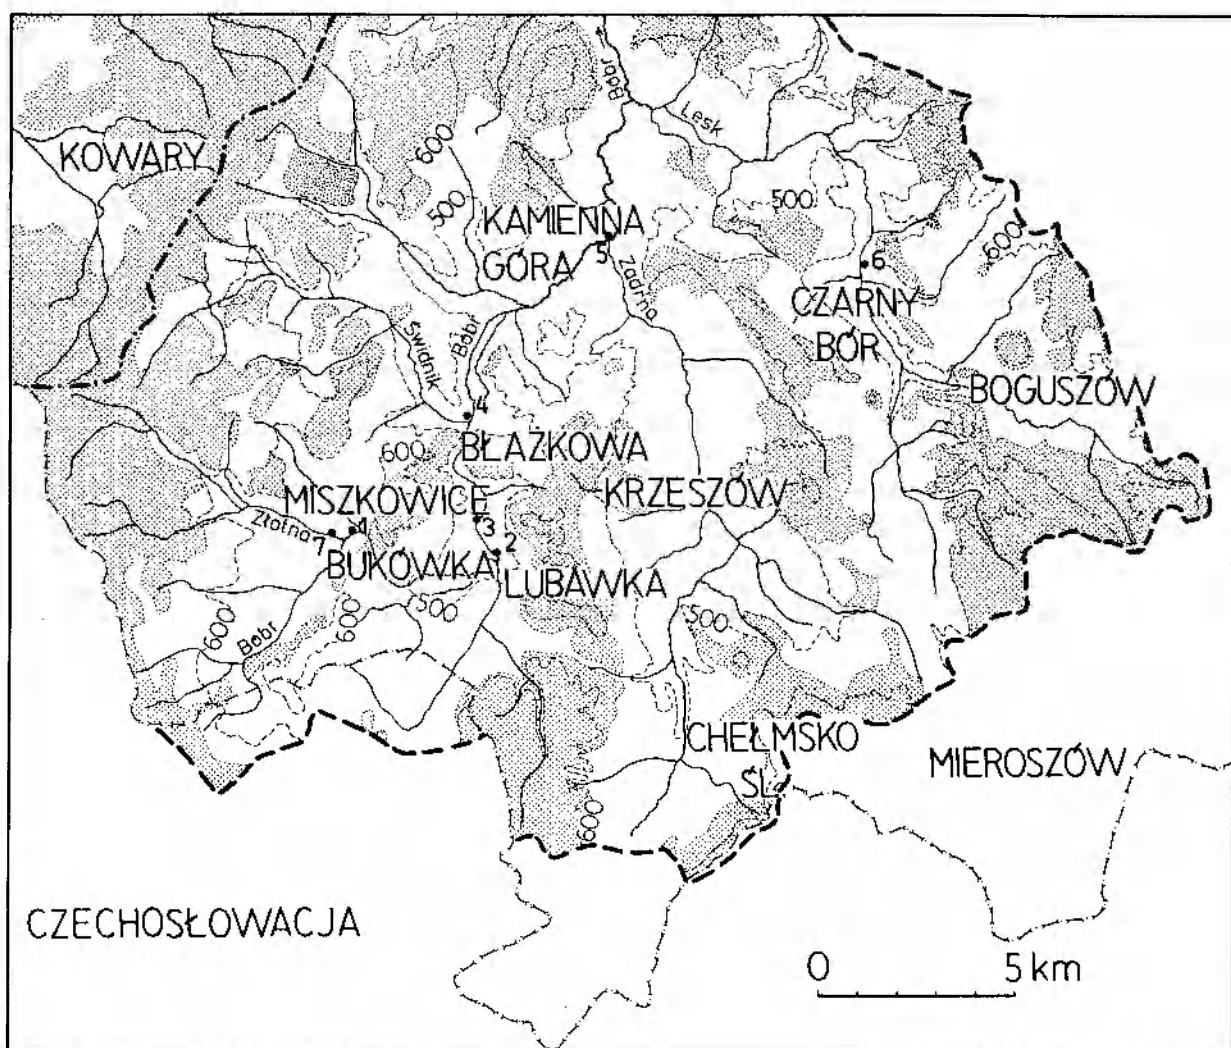 Bóbr
Lesk
600
KOWARY
500
500
KAMIENNA
GÓRA
5
Zadrna
600
6
CZARNY
BÓR
Świdnik
Bóbr
BOGUSZÓW
4
BŁAŻKOWA
600
MISZKOWICE
KRZESZÓW
Złotna
7
1
3
2
BUKÓWKA
LUBAWKA
500
600
600
Bóbr
500
CHEŁMSKO
ŚL.
MIEROSZÓW
600
CZECHOSŁOWACJA
0
5 km